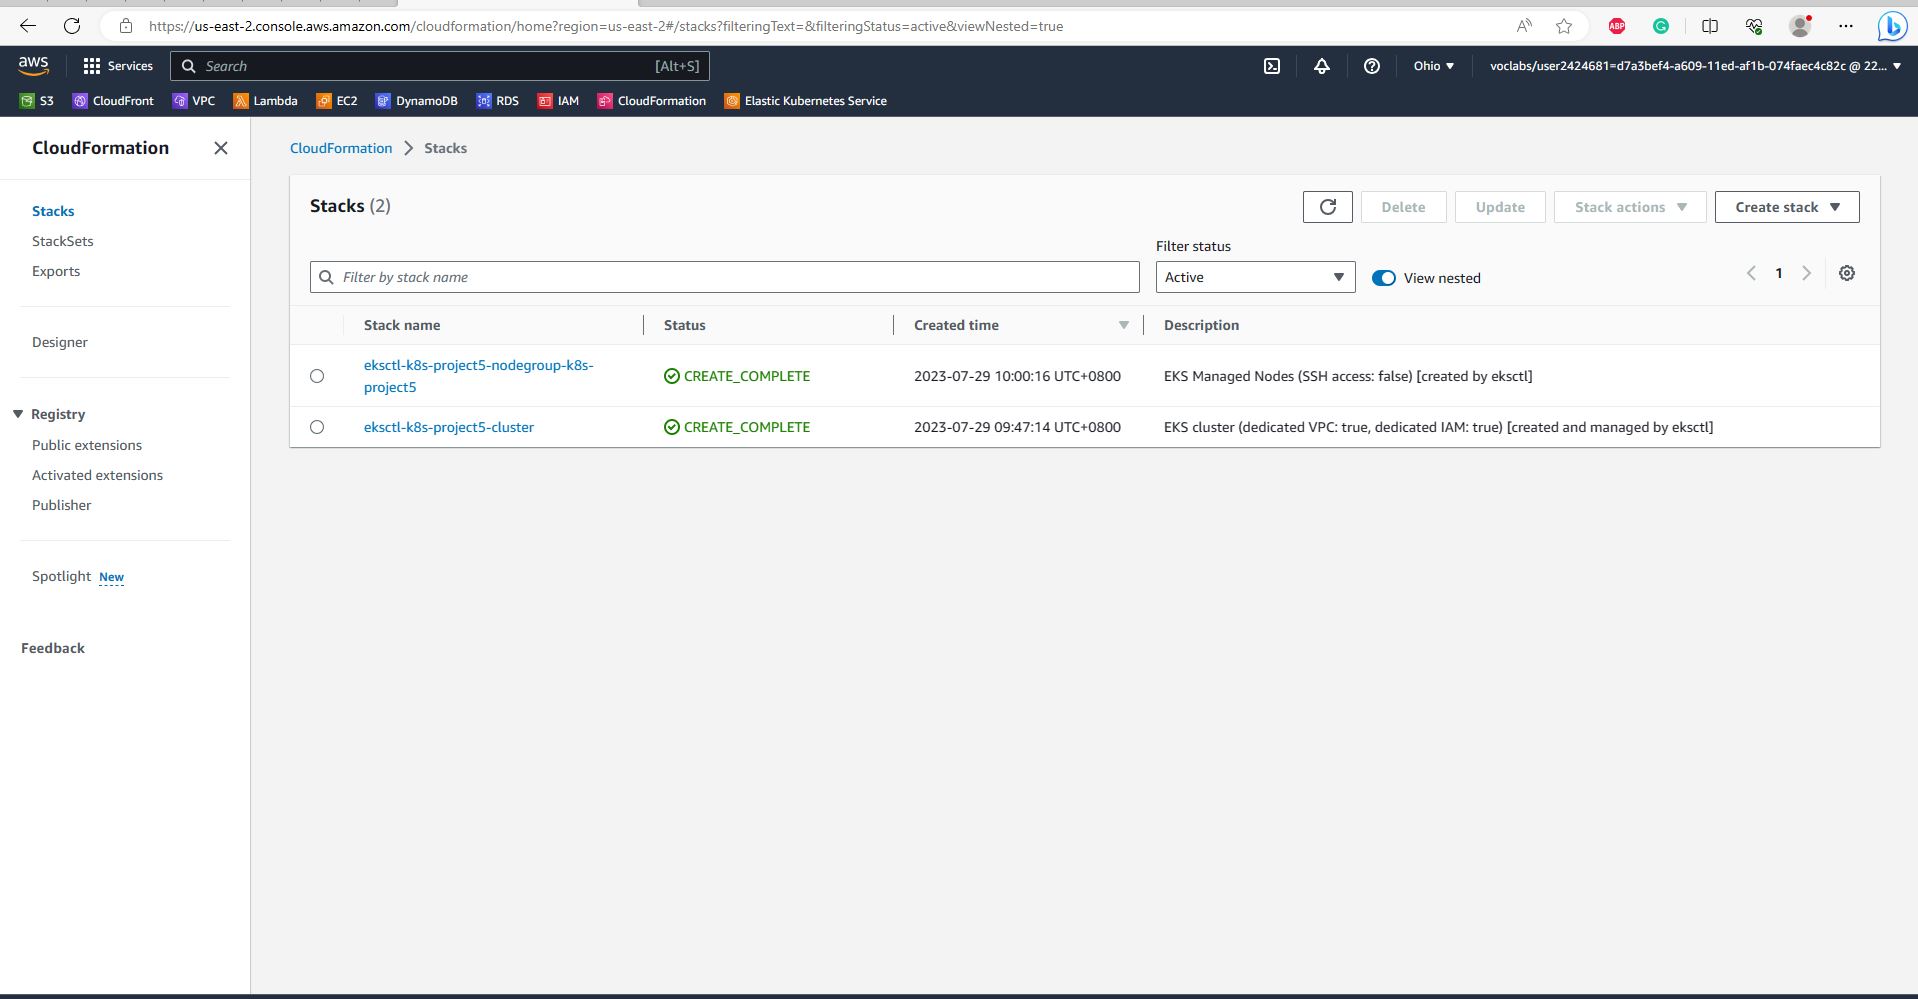 https://us-east-2.console.aws.amazon.com/cloudformation/home?region=us-east-2#/stacks?filteringText=&filteringStatus=active&viewNested=true
ABP
aws
Services
Search
[Alt+S]
Ohio
voclabs/user2424681=d7a3bef4-a609-11ed-af1b-074faec4c82c @ 22...
S3
CloudFront
VPC
Lambda
EC2
DynamoDB
RDS
IAM
CloudFormation
Elastic Kubernetes Service
CloudFormation
Stacks
StackSets
Exports
Designer
Registry
Public extensions
Activated extensions
Publisher
Spotlight New
Feedback
CloudFormation > Stacks
Stacks (2)
Delete
Update
Stack actions
Create stack
Filter by stack name
Filter status
Active
View nested
1
Stack name
Status
Created time
Description
eksctl-k8s-project5-nodegroup-k8s-
project5
CREATE_COMPLETE
2023-07-29 10:00:16 UTC+0800
EKS Managed Nodes (SSH access: false) [created by eksctl]
eksctl-k8s-project5-cluster
CREATE_COMPLETE
2023-07-29 09:47:14 UTC+0800
EKS cluster (dedicated VPC: true, dedicated IAM: true) [created and managed by eksctl]